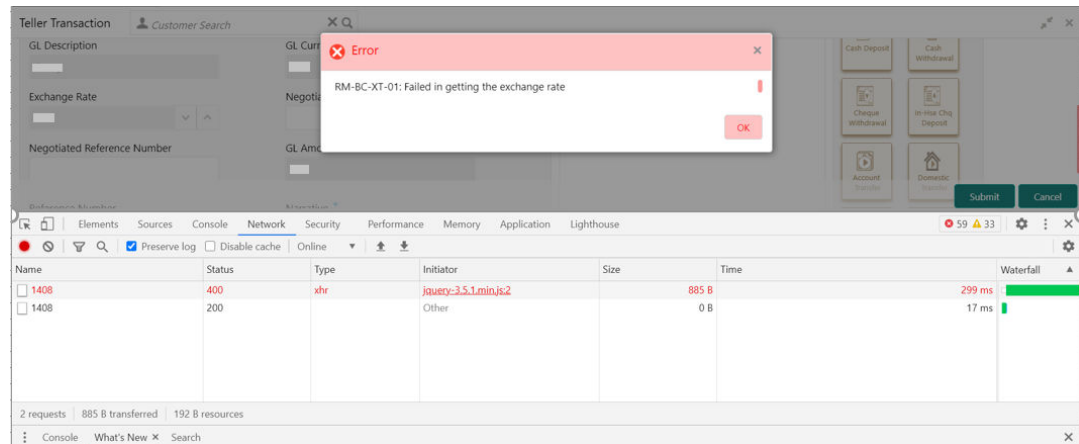 Teller Transaction Customer Search
GL Description GL Curr
Error
RM-BC-XT-01: Failed in getting the exchange rate
OK
Exchange Rate Negotia
Negotiated Reference Number GL Amo
Cash Deposit Cash Withdrawal
Cheque Withdrawal In-Hse Chq Deposit
Account Transfer Domestic Transfer
Reference Number Narrative
Submit Cancel
Elements Sources Console Network Security Performance Memory Application Lighthouse 59 33
Preserve log Disable cache Online
Name Status Type Initiator Size Time Waterfall
1408 400 xhr jquery-3.5.1.min.js:2 885 B 299 ms
1408 200 Other 0 B 17 ms
2 requests 885 B transferred 192 B resources
Console What's New Search